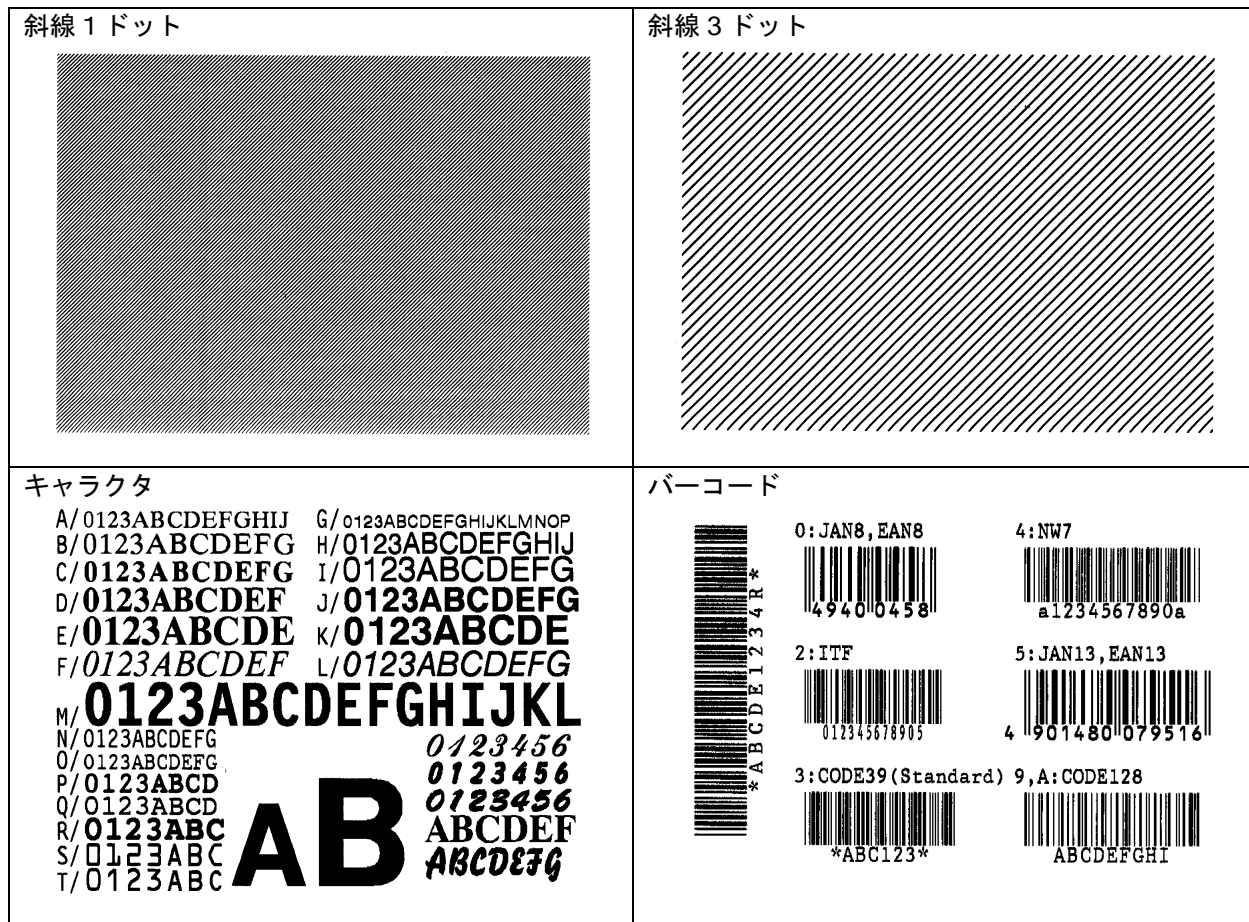 斜線1ドット
斜線3ドット
キャラクタ
A/0123ABCDEFGHIJ
B/0123ABCDEFG
C/0123ABCDEFG
D/0123ABCDEF
E/0123ABCDE
F/0123ABCDEF
G/0123ABCDEFGHIJKLMNOP
H/0123ABCDEFGHIJ
I/0123ABCDEFG
J/0123ABCDEFG
K/0123ABCDE
L/0123ABCDEFG
M/0123ABCDEFGHIJKL
N/0123ABCDEFG
O/0123ABCDEFG
P/0123ABCD
Q/0123ABCD
R/0123ABC
S/0123ABC
T/0123ABC
AB
0123456
0123456
0123456
ABCDEF
ABCDEFG
バーコード
*ABCDE1234R*
0:JAN8,EAN8
4940 0458
4:NW7
a1234567890a
2:ITF
012345678905
5:JAN13,EAN13
4 901480 079516
3:CODE39(Standard)
*ABC123*
9,A:CODE128
ABCDEFGHI